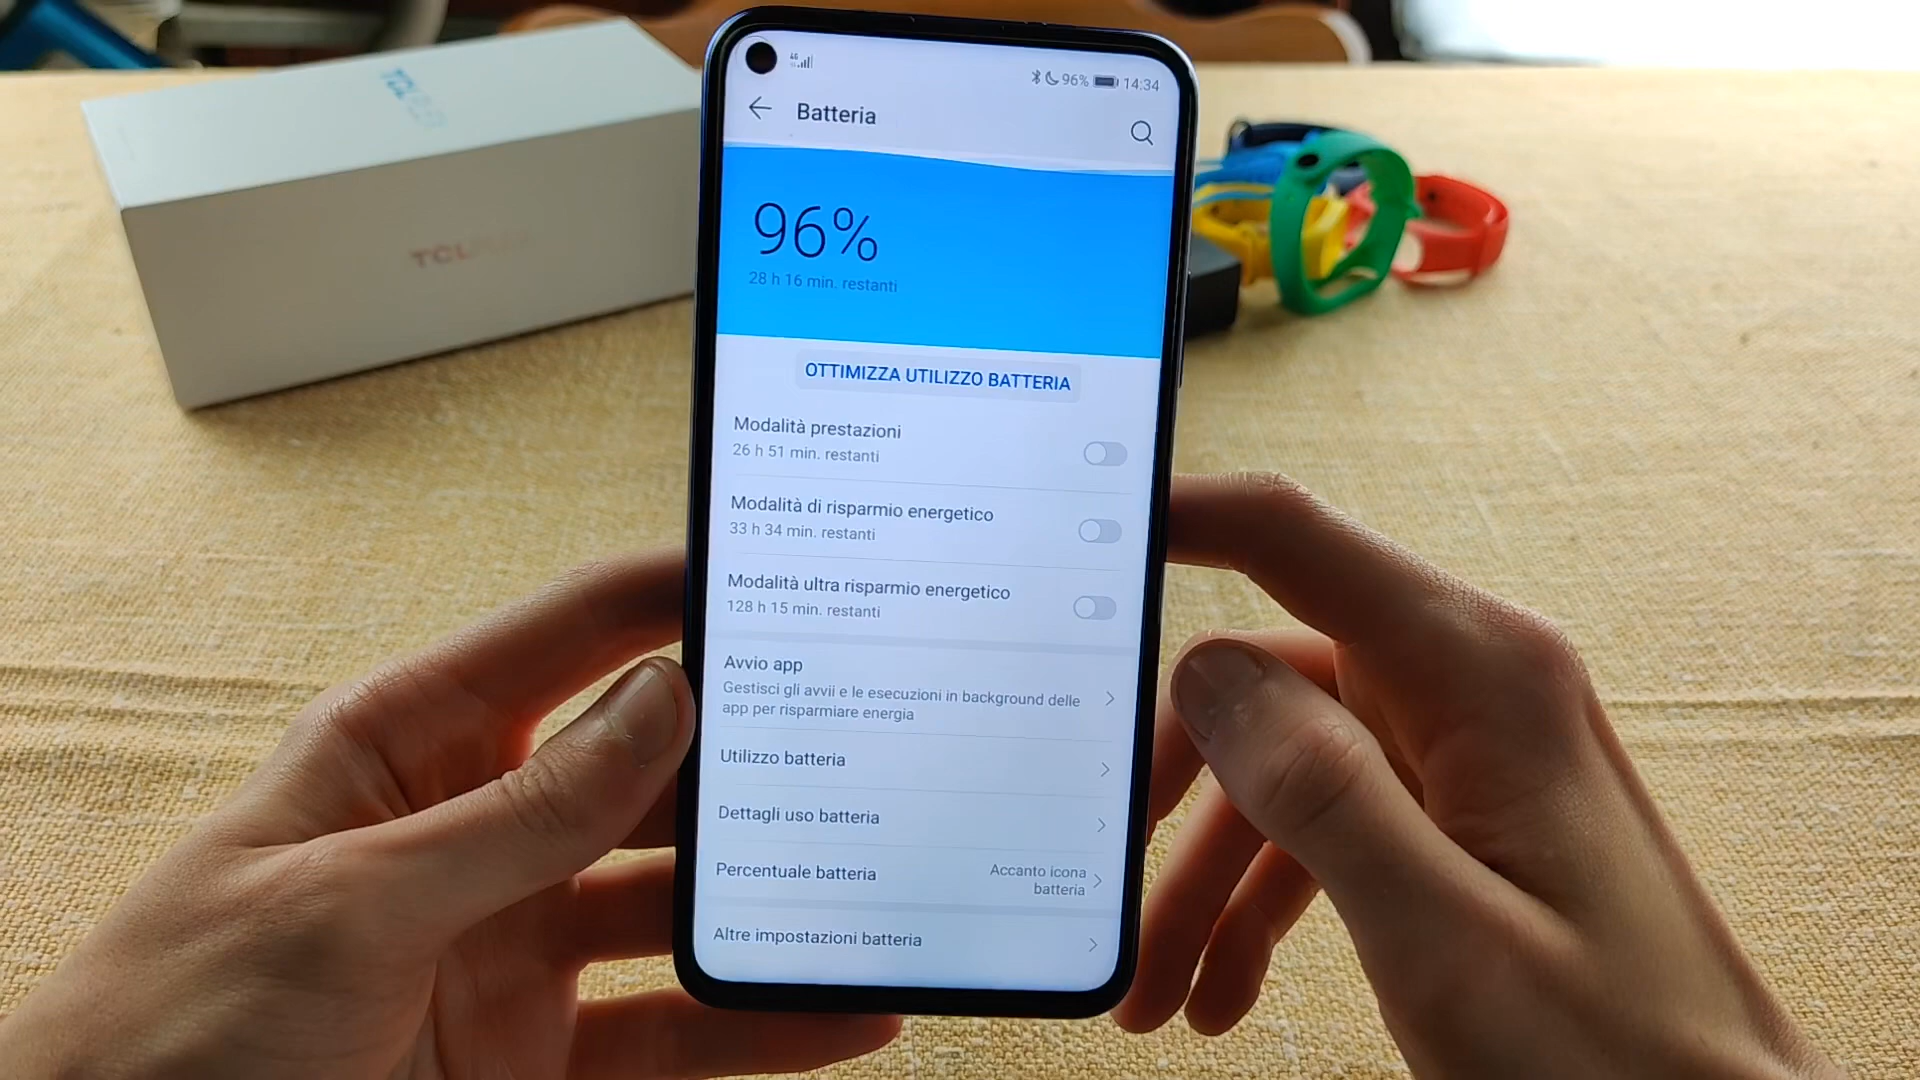 TCL
TCL
4G
96% 14:34
Batteria
96%
28 h 16 min. restanti
OTTIMIZZA UTILIZZO BATTERIA
Modalità prestazioni
26 h 51 min. restanti
Modalità di risparmio energetico
33 h 34 min. restanti
Modalità ultra risparmio energetico
128 h 15 min. restanti
Avvio app
Gestisci gli avvii e le esecuzioni in background delle
app per risparmiare energia
Utilizzo batteria
Dettagli uso batteria
Percentuale batteria
Accanto icona
batteria
Altre impostazioni batteria